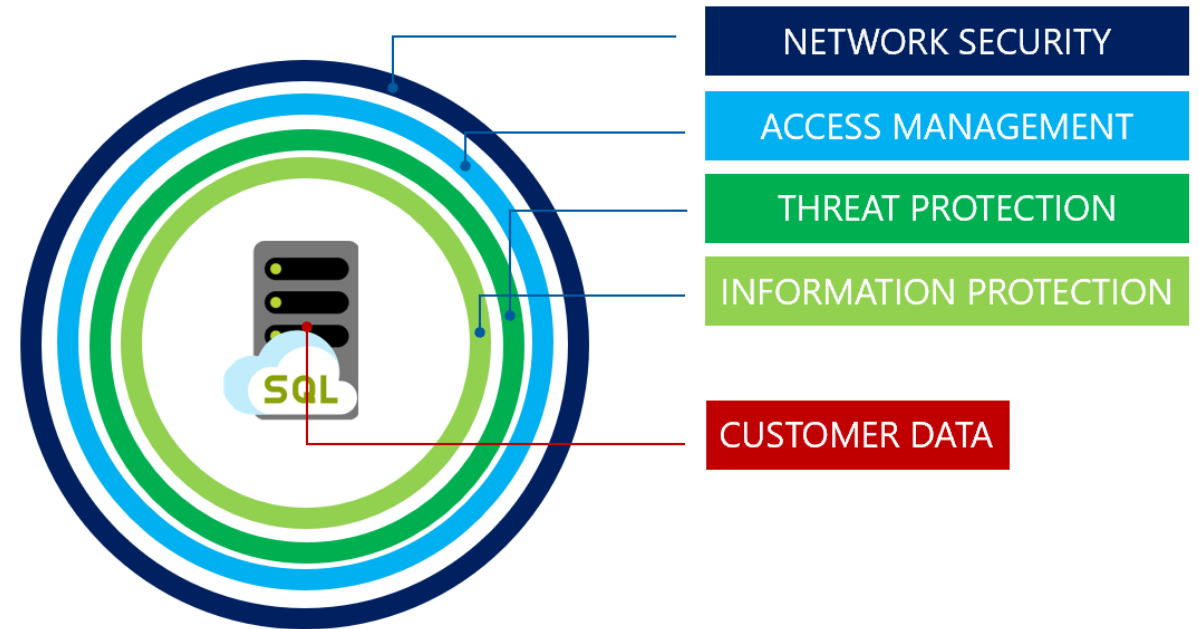 NETWORK SECURITY
ACCESS MANAGEMENT
THREAT PROTECTION
INFORMATION PROTECTION
SQL
CUSTOMER DATA